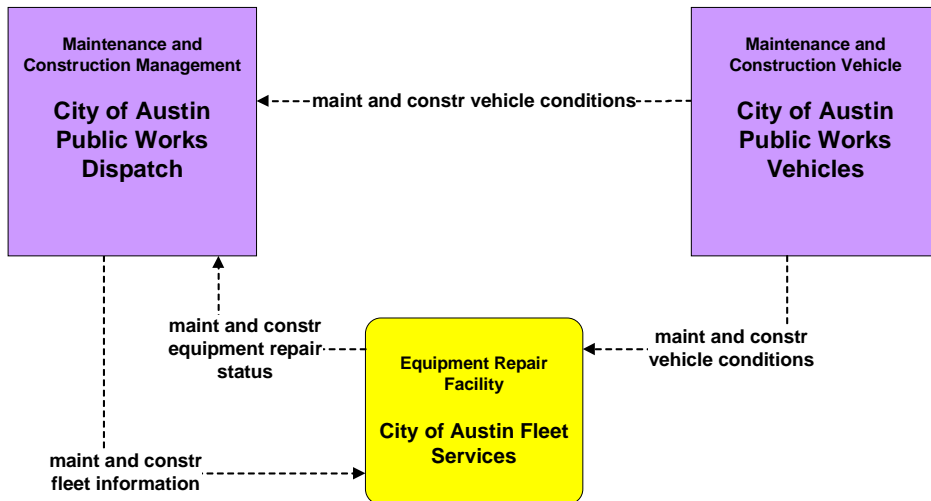 Maintenance and
Construction Management
City of Austin
Public Works
Dispatch
maint and constr vehicle conditions
Maintenance and
Construction Vehicle
City of Austin
Public Works
Vehicles
maint and constr
equipment repair
status
maint and constr
vehicle conditions
Equipment Repair
Facility
City of Austin Fleet
Services
maint and constr
fleet information